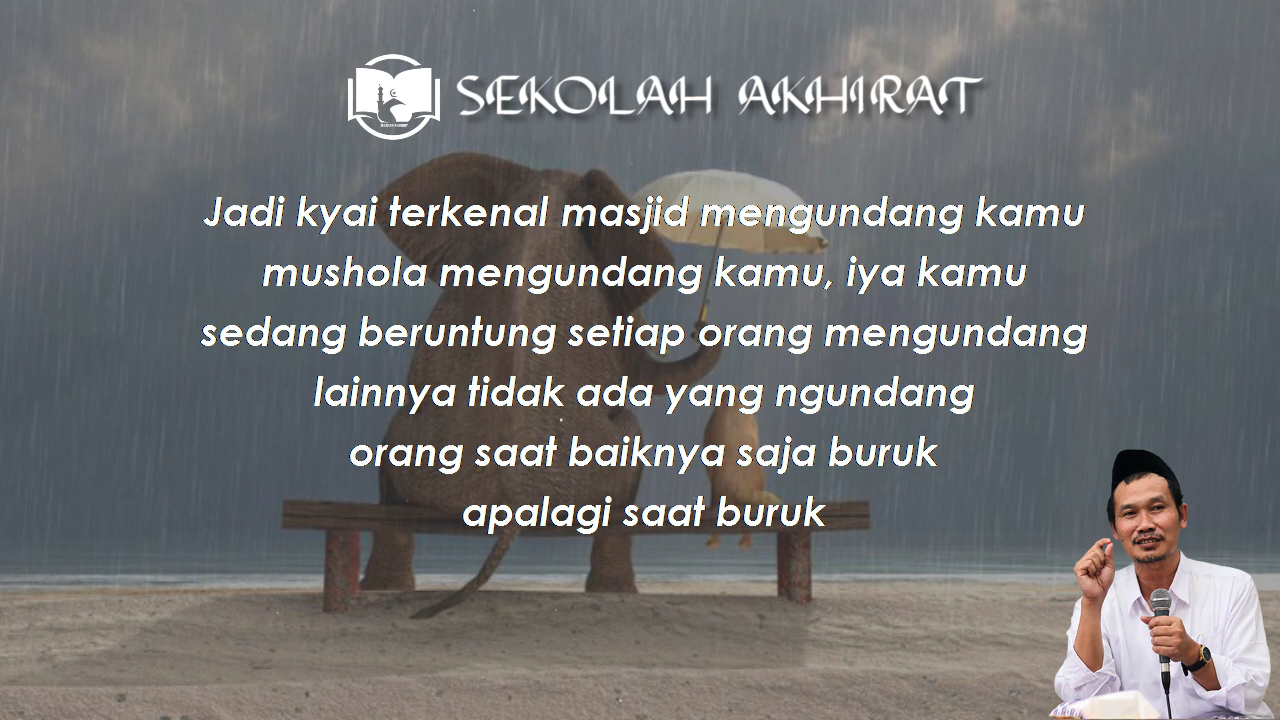 SEKOLAH AKHIRAT
Jadi kyai terkenal masjid mengundang kamu
mushola mengundang kamu, iya kamu
sedang beruntung setiap orang mengundang
lainnya tidak ada yang ngundang
orang saat baiknya saja buruk
apalagi saat buruk